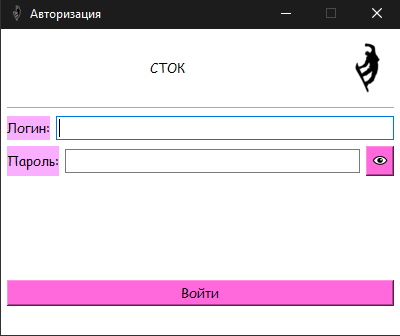 Авторизация
СТОК
Логин:
Пароль:
Войти